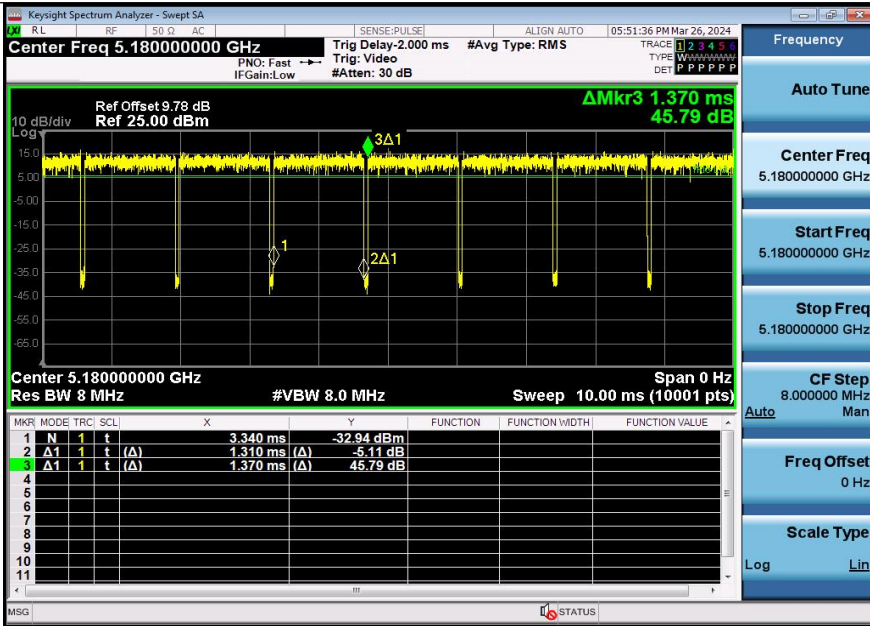 Keysight Spectrum Analyzer - Swept SA
LXI RL RF 50 Ω AC SENSE:PULSE ALIGN AUTO 05:51:36 PM Mar 26, 2024
Center Freq 5.180000000 GHz
PNO: Fast
IFGain:Low
Trig Delay-2.000 ms
Trig: Video
#Atten: 30 dB
#Avg Type: RMS
TRACE 1 2 3 4 5 6
TYPE WWWWWW
DET P P P P P P
ΔMkr3 1.370 ms
45.79 dB
Ref Offset 9.78 dB
10 dB/div Ref 25.00 dBm
Log
15.0
5.00
-5.00
-15.0
-25.0
-35.0
-45.0
-55.0
-65.0
3Δ1
1
2Δ1
Center 5.180000000 GHz Span 0 Hz
Res BW 8 MHz #VBW 8.0 MHz Sweep 10.00 ms (10001 pts)
MKR MODE TRC SCL X Y FUNCTION FUNCTION WIDTH FUNCTION VALUE
1 N 1 t 3.340 ms -32.94 dBm
2 Δ1 1 t (Δ) 1.310 ms (Δ) -5.11 dB
3 Δ1 1 t (Δ) 1.370 ms (Δ) 45.79 dB
4
5
6
7
8
9
10
11
MSG STATUS
Frequency
Auto Tune
Center Freq
5.180000000 GHz
Start Freq
5.180000000 GHz
Stop Freq
5.180000000 GHz
CF Step
8.000000 MHz
Auto Man
Freq Offset
0 Hz
Scale Type
Log Lin